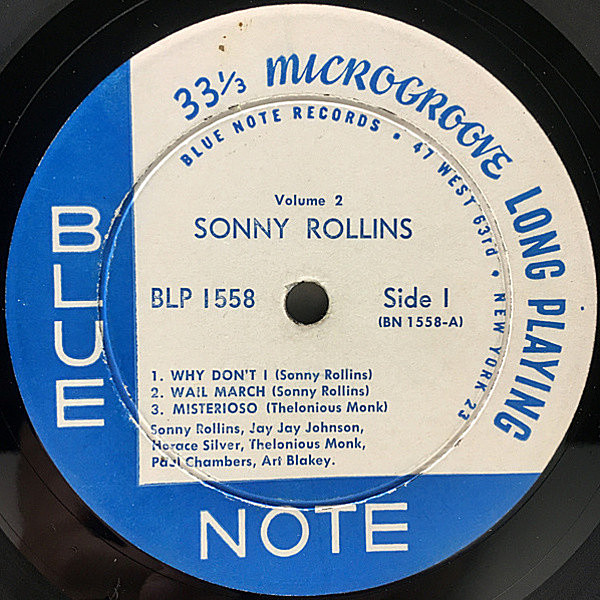 33⅓ MICROGROOVE LONG PLAYING
BLUE NOTE RECORDS • 47 WEST 63rd • NEW YORK 23
Volume 2
SONNY ROLLINS
BLP 1558
Side 1
(BN 1558-A)
1. WHY DON'T I (Sonny Rollins)
2. WAIL MARCH (Sonny Rollins)
3. MISTERIOSO (Thelonious Monk)
Sonny Rollins, Jay Jay Johnson,
Horace Silver, Thelonious Monk,
Paul Chambers, Art Blakey.
BLUE
NOTE